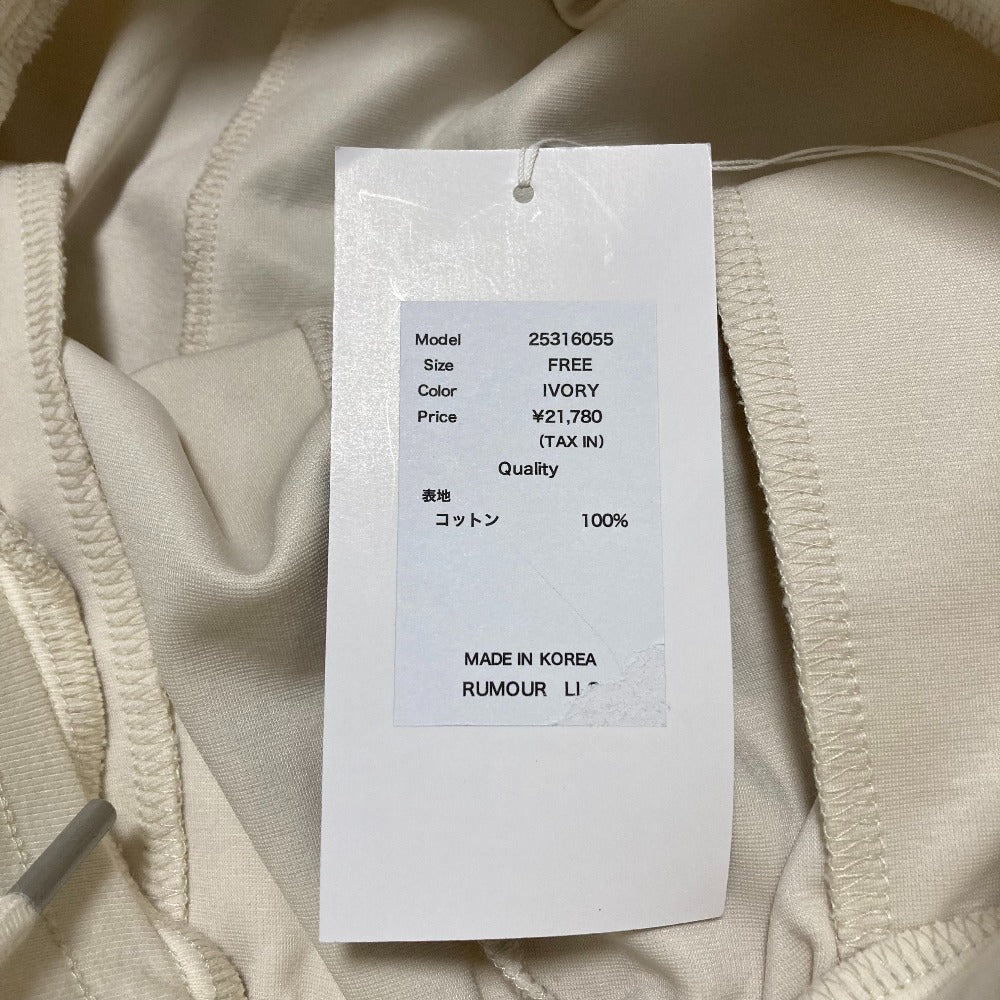 Model 25316055
Size FREE
Color IVORY
Price ¥21,780
(TAX IN)
Quality
表地
コットン 100%
MADE IN KOREA
RUMOUR